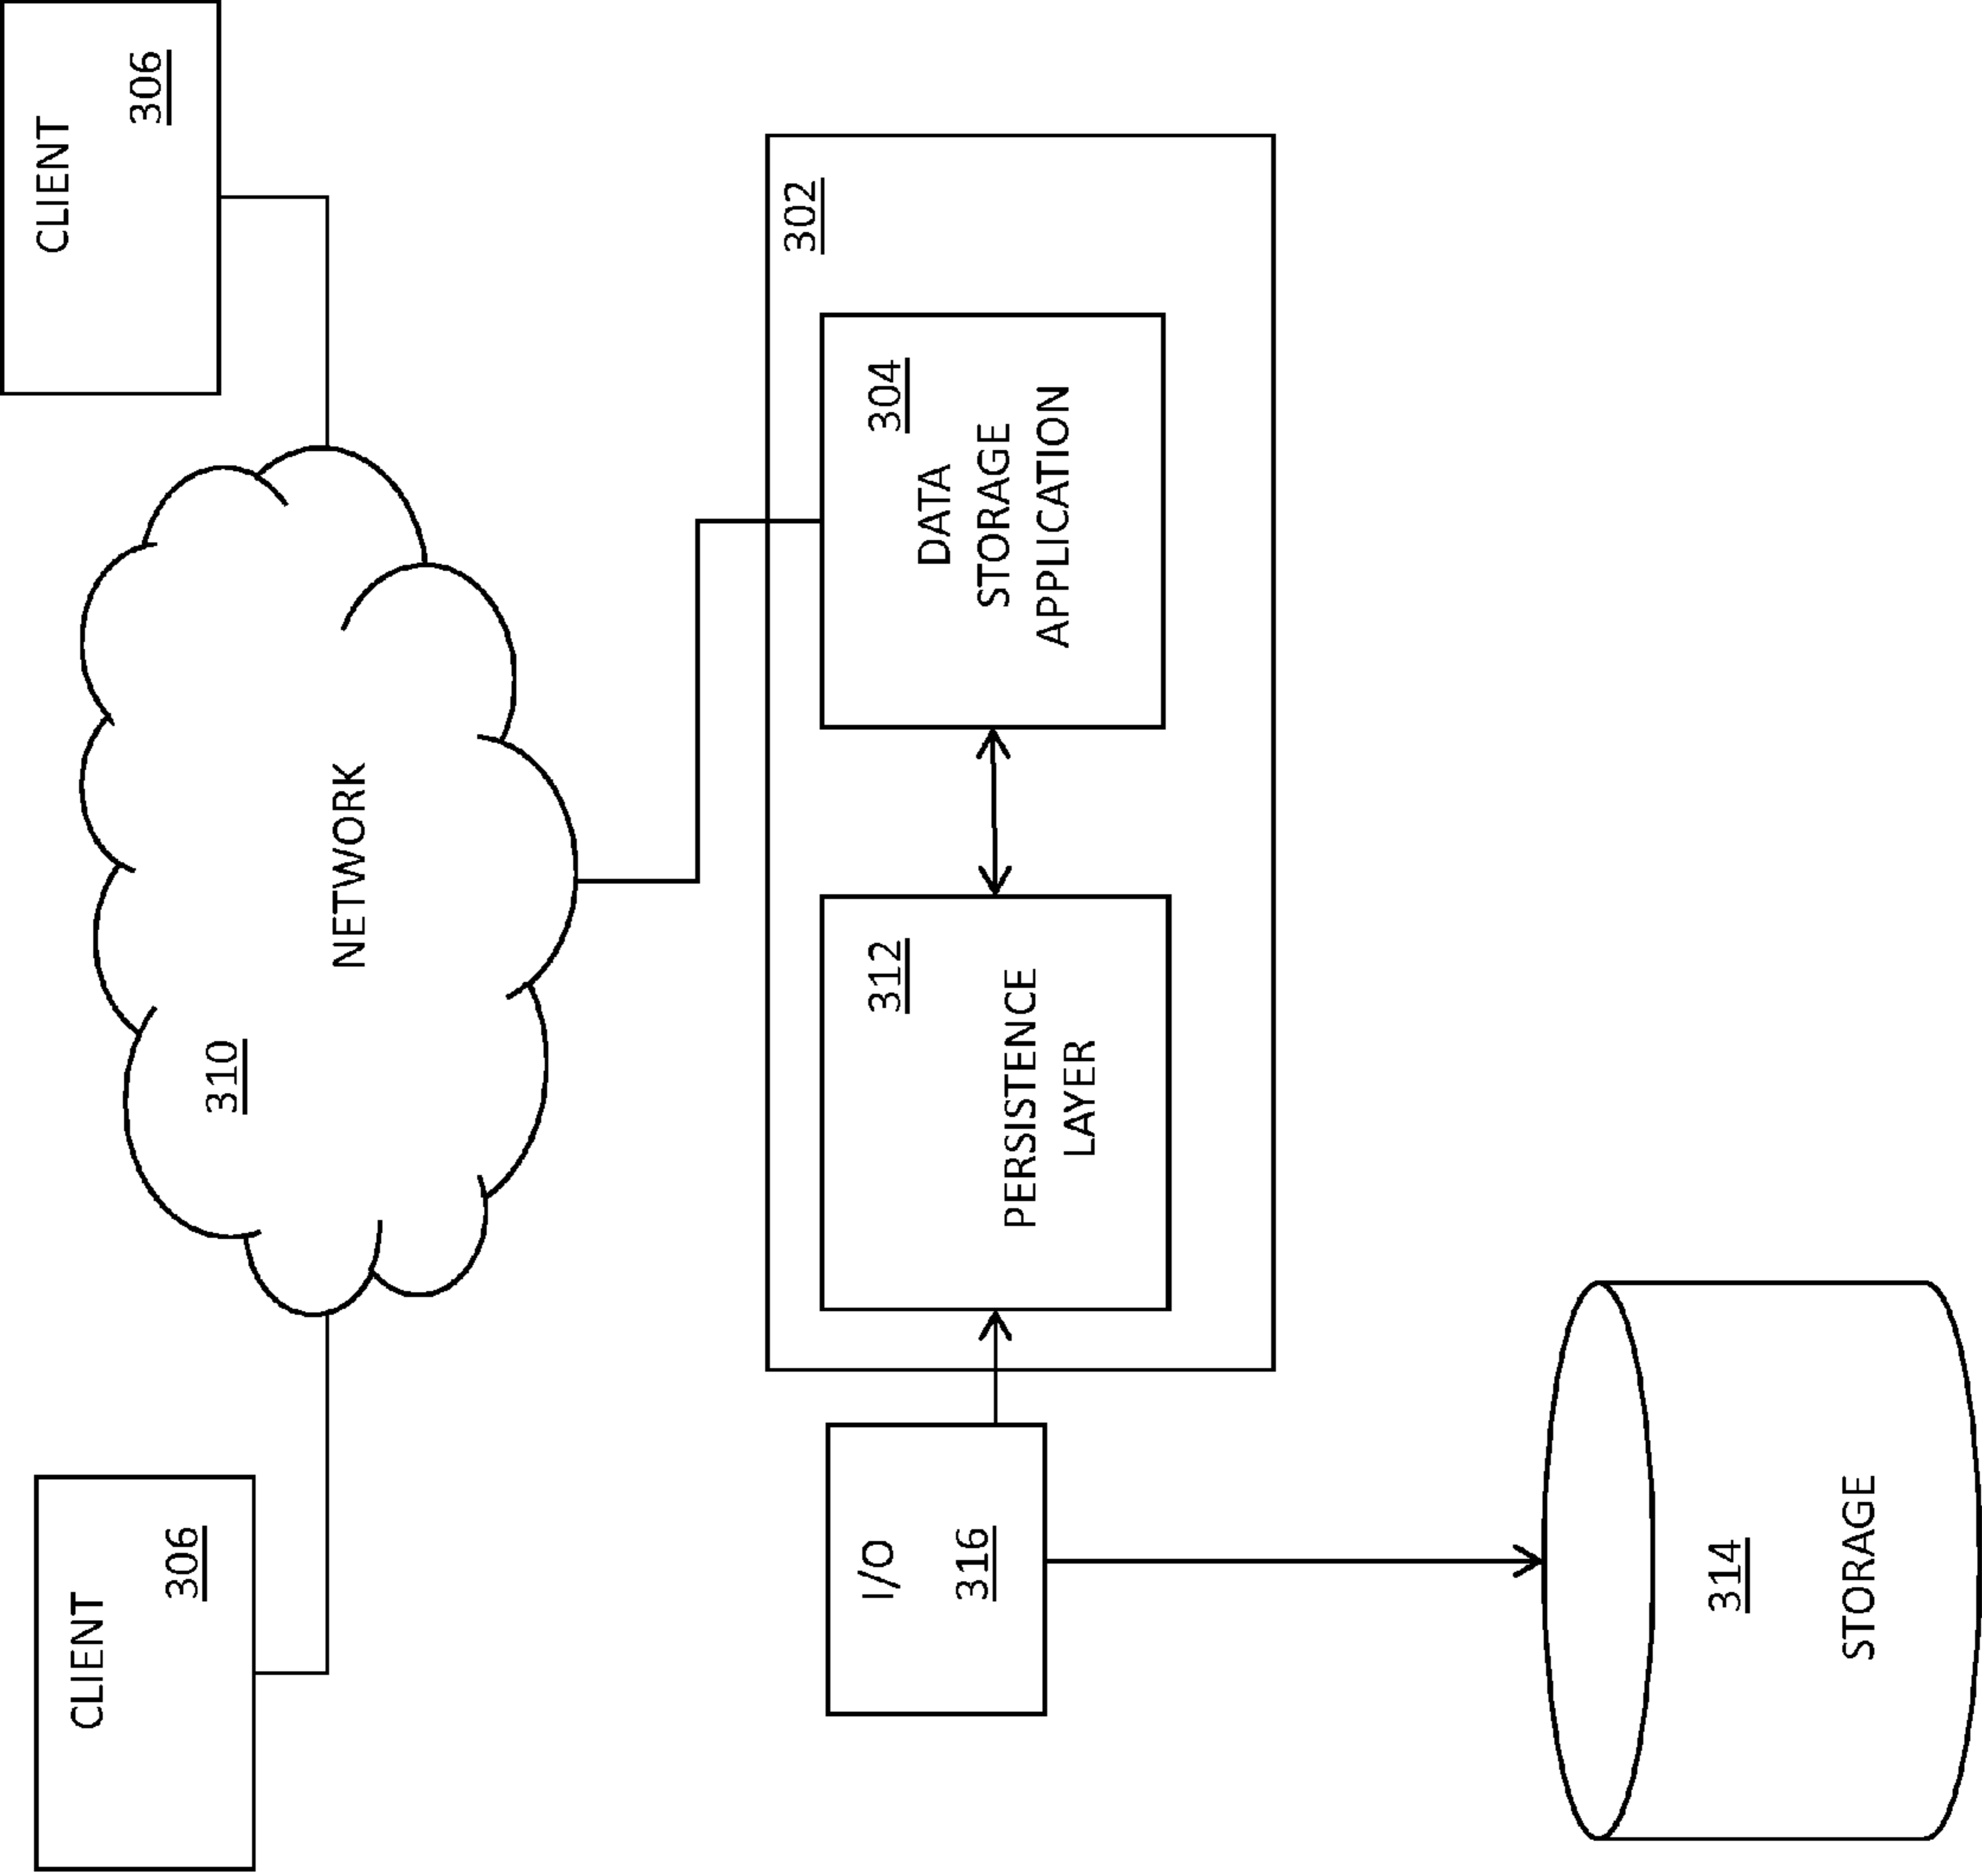 CLIENT
306
CLIENT
306
310
NETWORK
302
304
DATA
STORAGE
APPLICATION
312
PERSISTENCE
LAYER
I/O
316
314
STORAGE